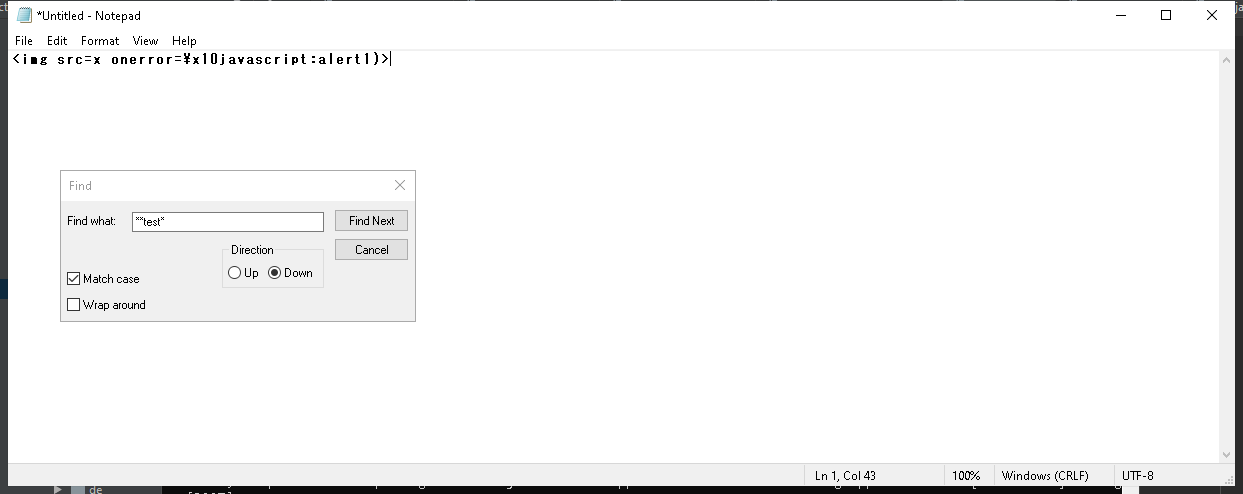 *Untitled - Notepad
File Edit Format View Help
<img src=x onerror=¥x10javascript:alert1)>
Find
Find what: **test* Find Next
Direction Cancel
Up Down
Match case
Wrap around
Ln 1, Col 43 100% Windows (CRLF) UTF-8
de